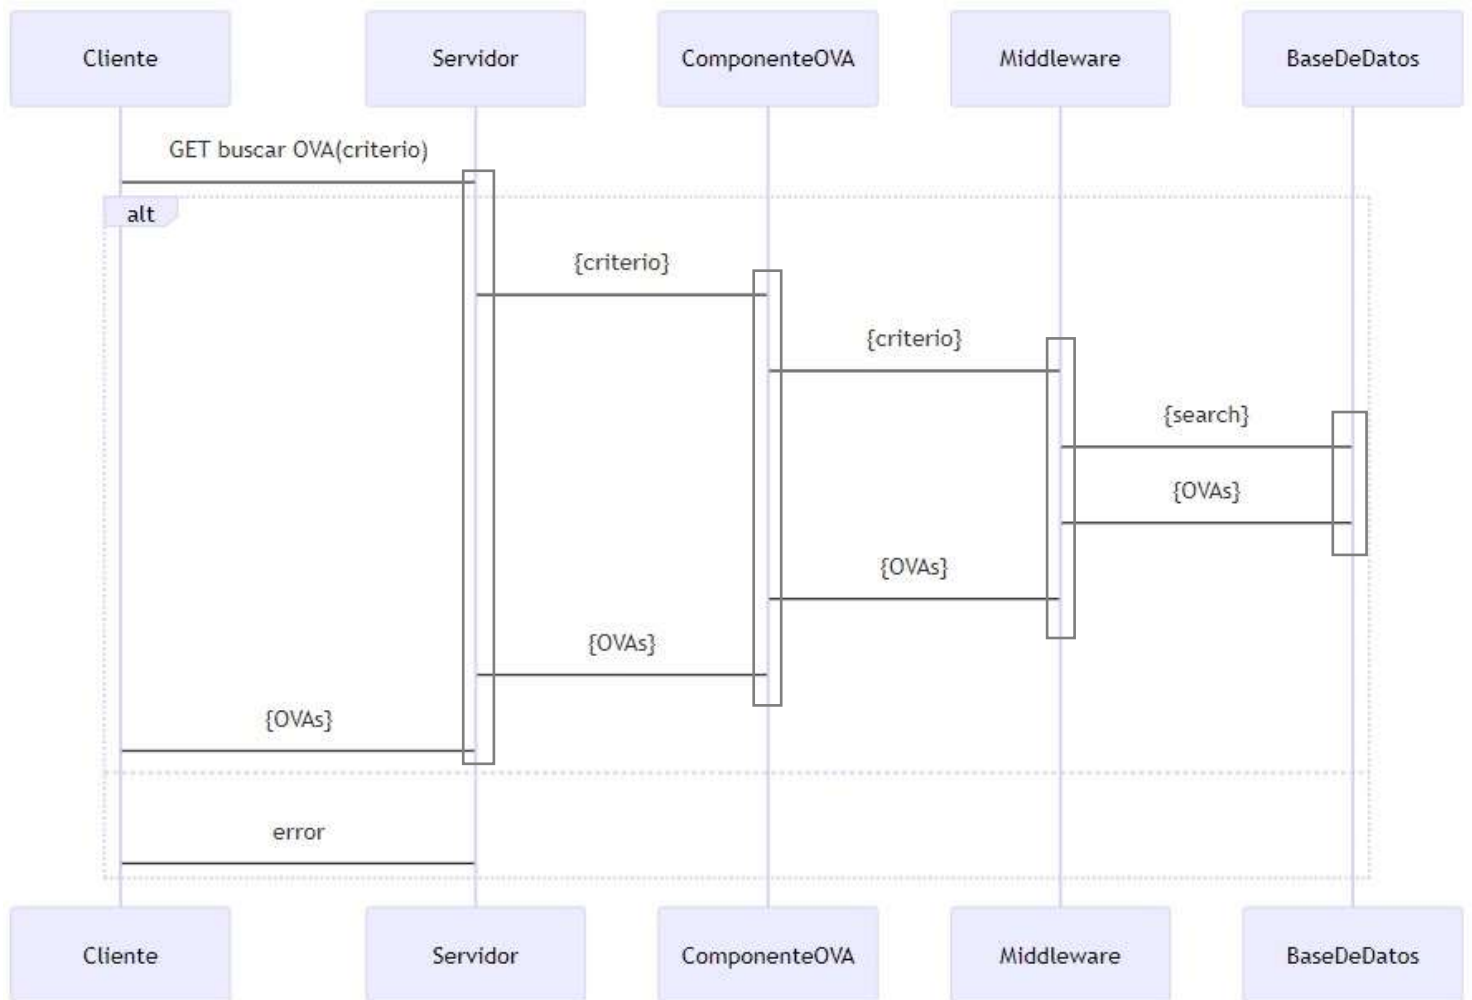 Cliente
Servidor
ComponenteOVA
Middleware
BaseDeDatos
GET buscar OVA(criterio)
alt
{criterio}
{criterio}
{search}
{OVAs}
{OVAs}
{OVAs}
{OVAs}
error
Cliente
Servidor
ComponenteOVA
Middleware
BaseDeDatos